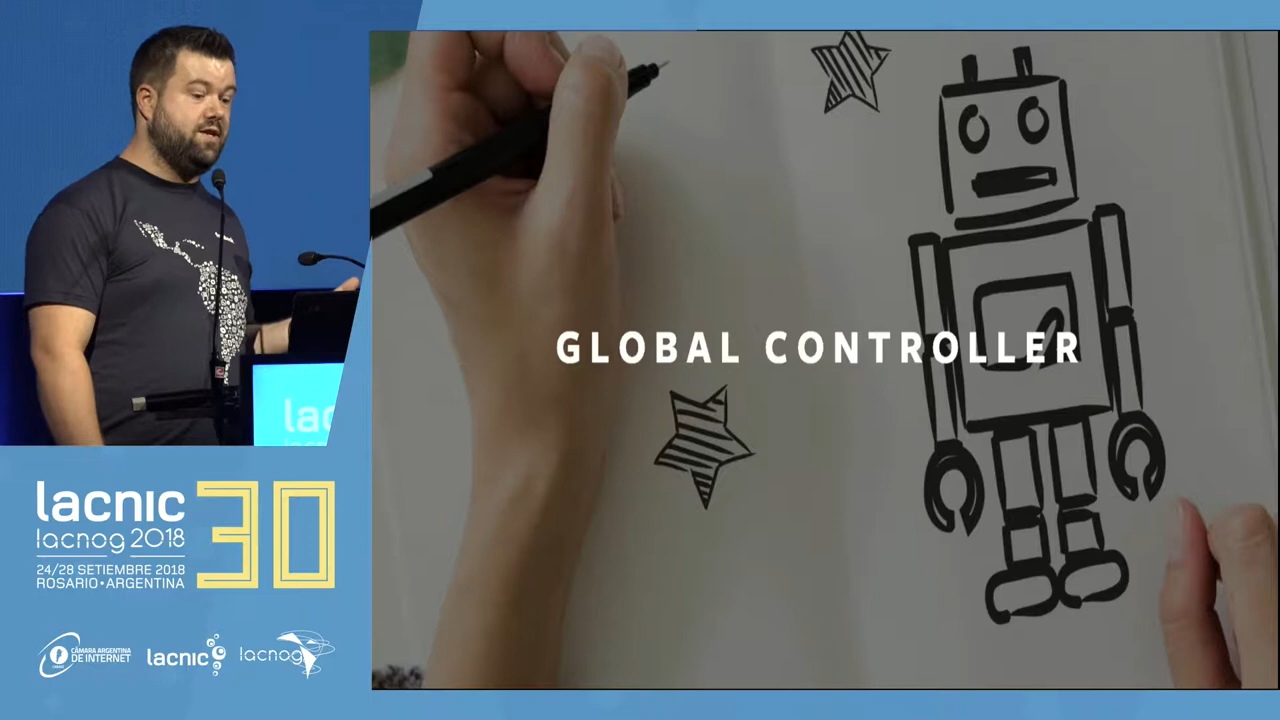 GLOBAL CONTROLLER
lac
lacnic
lacnog 2018
24/28 SETIEMBRE 2018
ROSARIO•ARGENTINA
30
CÁMARA ARGENTINA
DE INTERNET
lacnic
lacnog